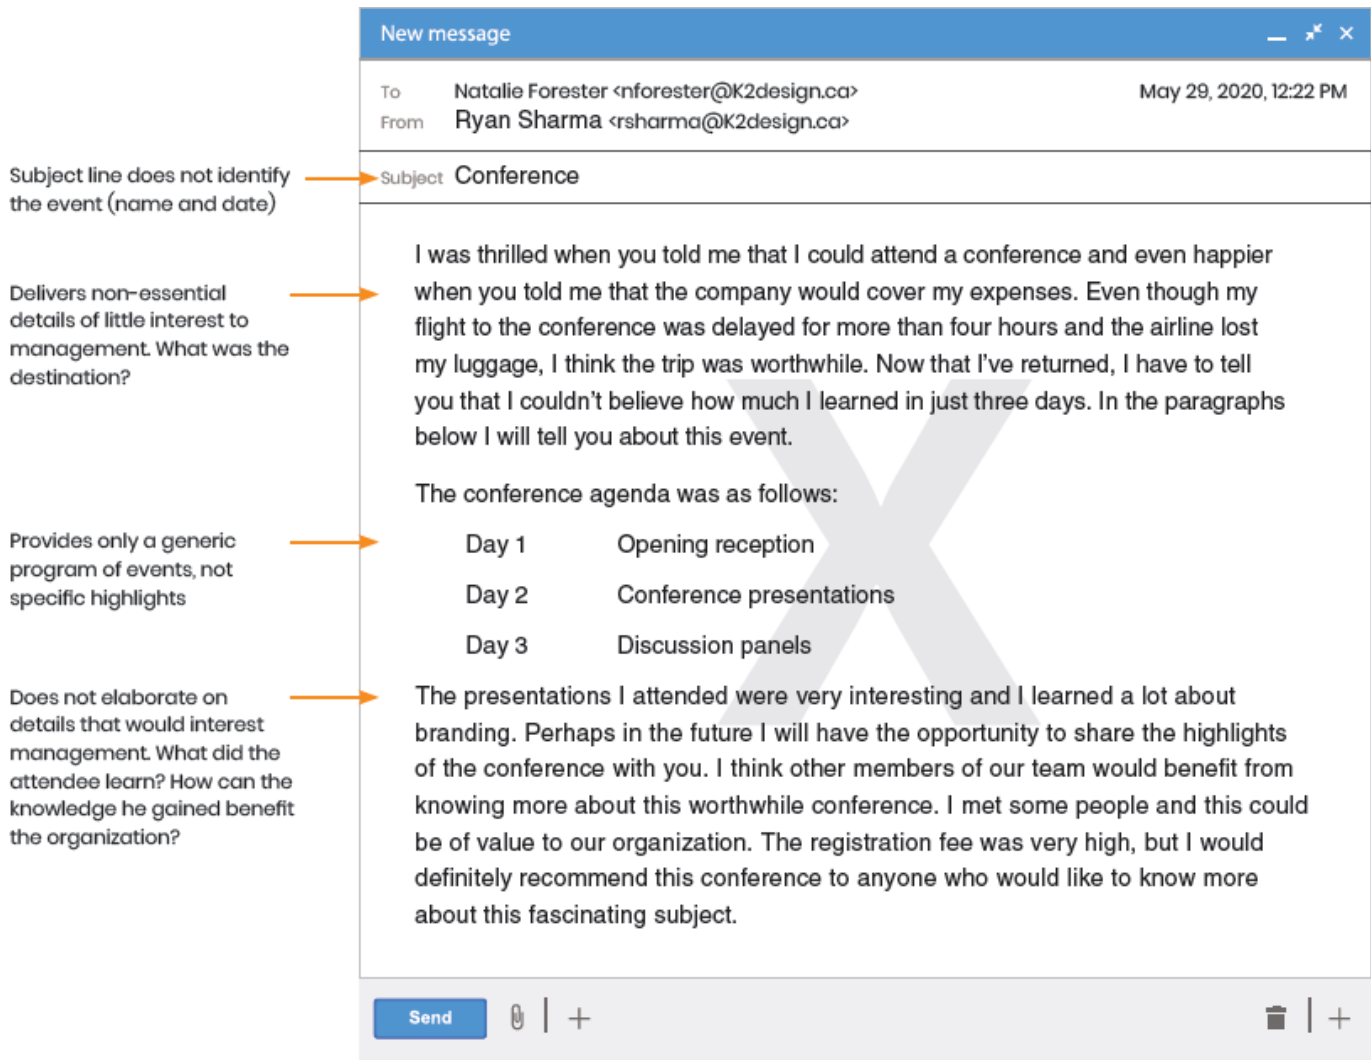 New message
To Natalie Forester <nforester@K2design.ca> May 29, 2020, 12:22 PM
From Ryan Sharma <rsharma@K2design.ca>
Subject Conference
Subject line does not identify
the event (name and date)
I was thrilled when you told me that I could attend a conference and even happier
when you told me that the company would cover my expenses. Even though my
flight to the conference was delayed for more than four hours and the airline lost
my luggage, I think the trip was worthwhile. Now that I've returned, I have to tell
you that I couldn't believe how much I learned in just three days. In the paragraphs
below I will tell you about this event.
Delivers non-essential
details of little interest to
management. What was the
destination?
The conference agenda was as follows:
Day 1 Opening reception
Day 2 Conference presentations
Day 3 Discussion panels
Provides only a generic
program of events, not
specific highlights
The presentations I attended were very interesting and I learned a lot about
branding. Perhaps in the future I will have the opportunity to share the highlights
of the conference with you. I think other members of our team would benefit from
knowing more about this worthwhile conference. I met some people and this could
be of value to our organization. The registration fee was very high, but I would
definitely recommend this conference to anyone who would like to know more
about this fascinating subject.
Does not elaborate on
details that would interest
management. What did the
attendee learn? How can the
knowledge he gained benefit
the organization?
X
Send